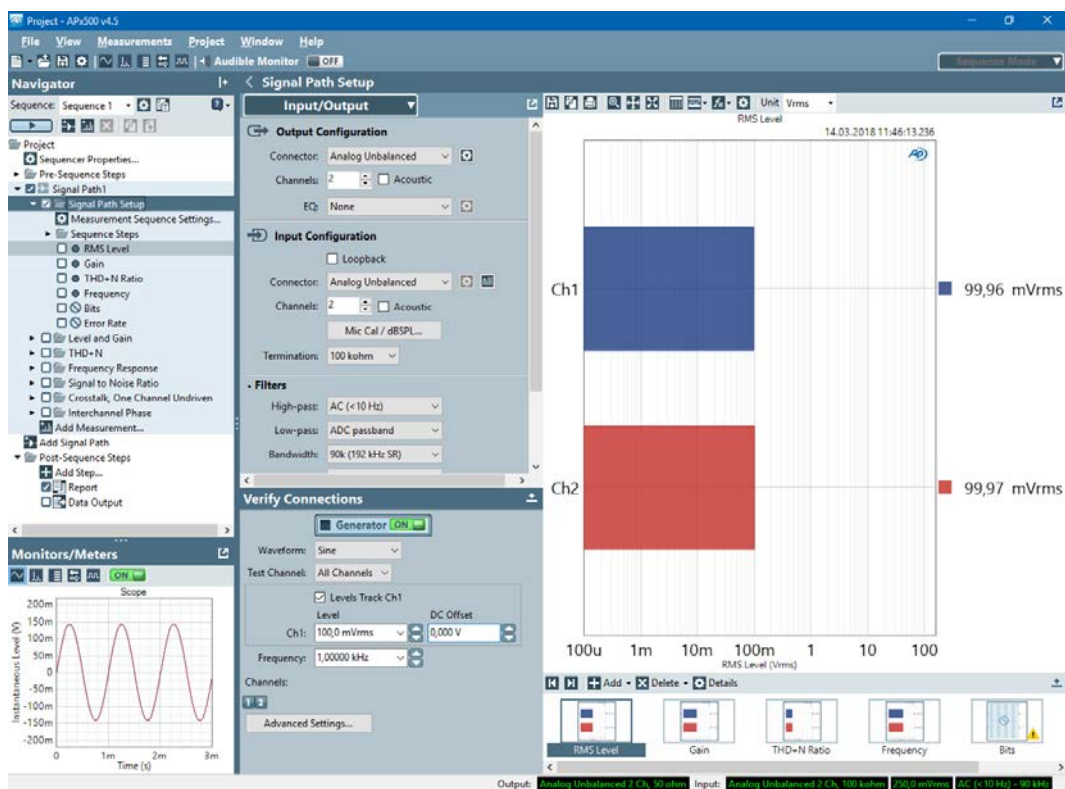 Project - APx500 v4.5
File View Measurements Project Window Help
Audible Monitor OFF
Sequence Mode
Navigator
Sequence: Sequence 1
Project
Sequencer Properties...
Pre-Sequence Steps
Signal Path1
Signal Path Setup
Measurement Sequence Settings...
Sequence Steps
RMS Level
Gain
THD+N Ratio
Frequency
Bits
Error Rate
Level and Gain
THD+N
Frequency Response
Signal to Noise Ratio
Crosstalk, One Channel Undriven
Interchannel Phase
Add Measurement...
Add Signal Path
Post-Sequence Steps
Add Step...
Report
Data Output
Monitors/Meters
ON
Scope
Instantaneous Level (V)
200m
150m
100m
50m
0
-50m
-100m
-150m
-200m
0 1m 2m 3m
Time (s)
Signal Path Setup
Input/Output
Output Configuration
Connector: Analog Unbalanced
Channels: 2 Acoustic
EQ: None
Input Configuration
Loopback
Connector: Analog Unbalanced
Channels: 2 Acoustic
Mic Cal / dBSPL...
Termination: 100 kohm
Filters
High-pass: AC (<10 Hz)
Low-pass: ADC passband
Bandwidth: 90k (192 kHz SR)
Verify Connections
Generator ON
Waveform: Sine
Test Channel: All Channels
Levels Track Ch1
Level DC Offset
Ch1: 100,0 mVrms 0,000 V
Frequency: 1,00000 kHz
Channels:
1 2
Advanced Settings...
Unit Vrms
RMS Level
14.03.2018 11:46:13.236
AP
Ch1
99,96 mVrms
Ch2
99,97 mVrms
100u 1m 10m 100m 1 10 100
RMS Level (Vrms)
Add Delete Details
RMS Level Gain THD+N Ratio Frequency Bits
Output: Analog Unbalanced 2 Ch, 50 ohm Input: Analog Unbalanced 2 Ch, 100 kohm 250,0 mVrms AC (<10 Hz) - 90 kHz